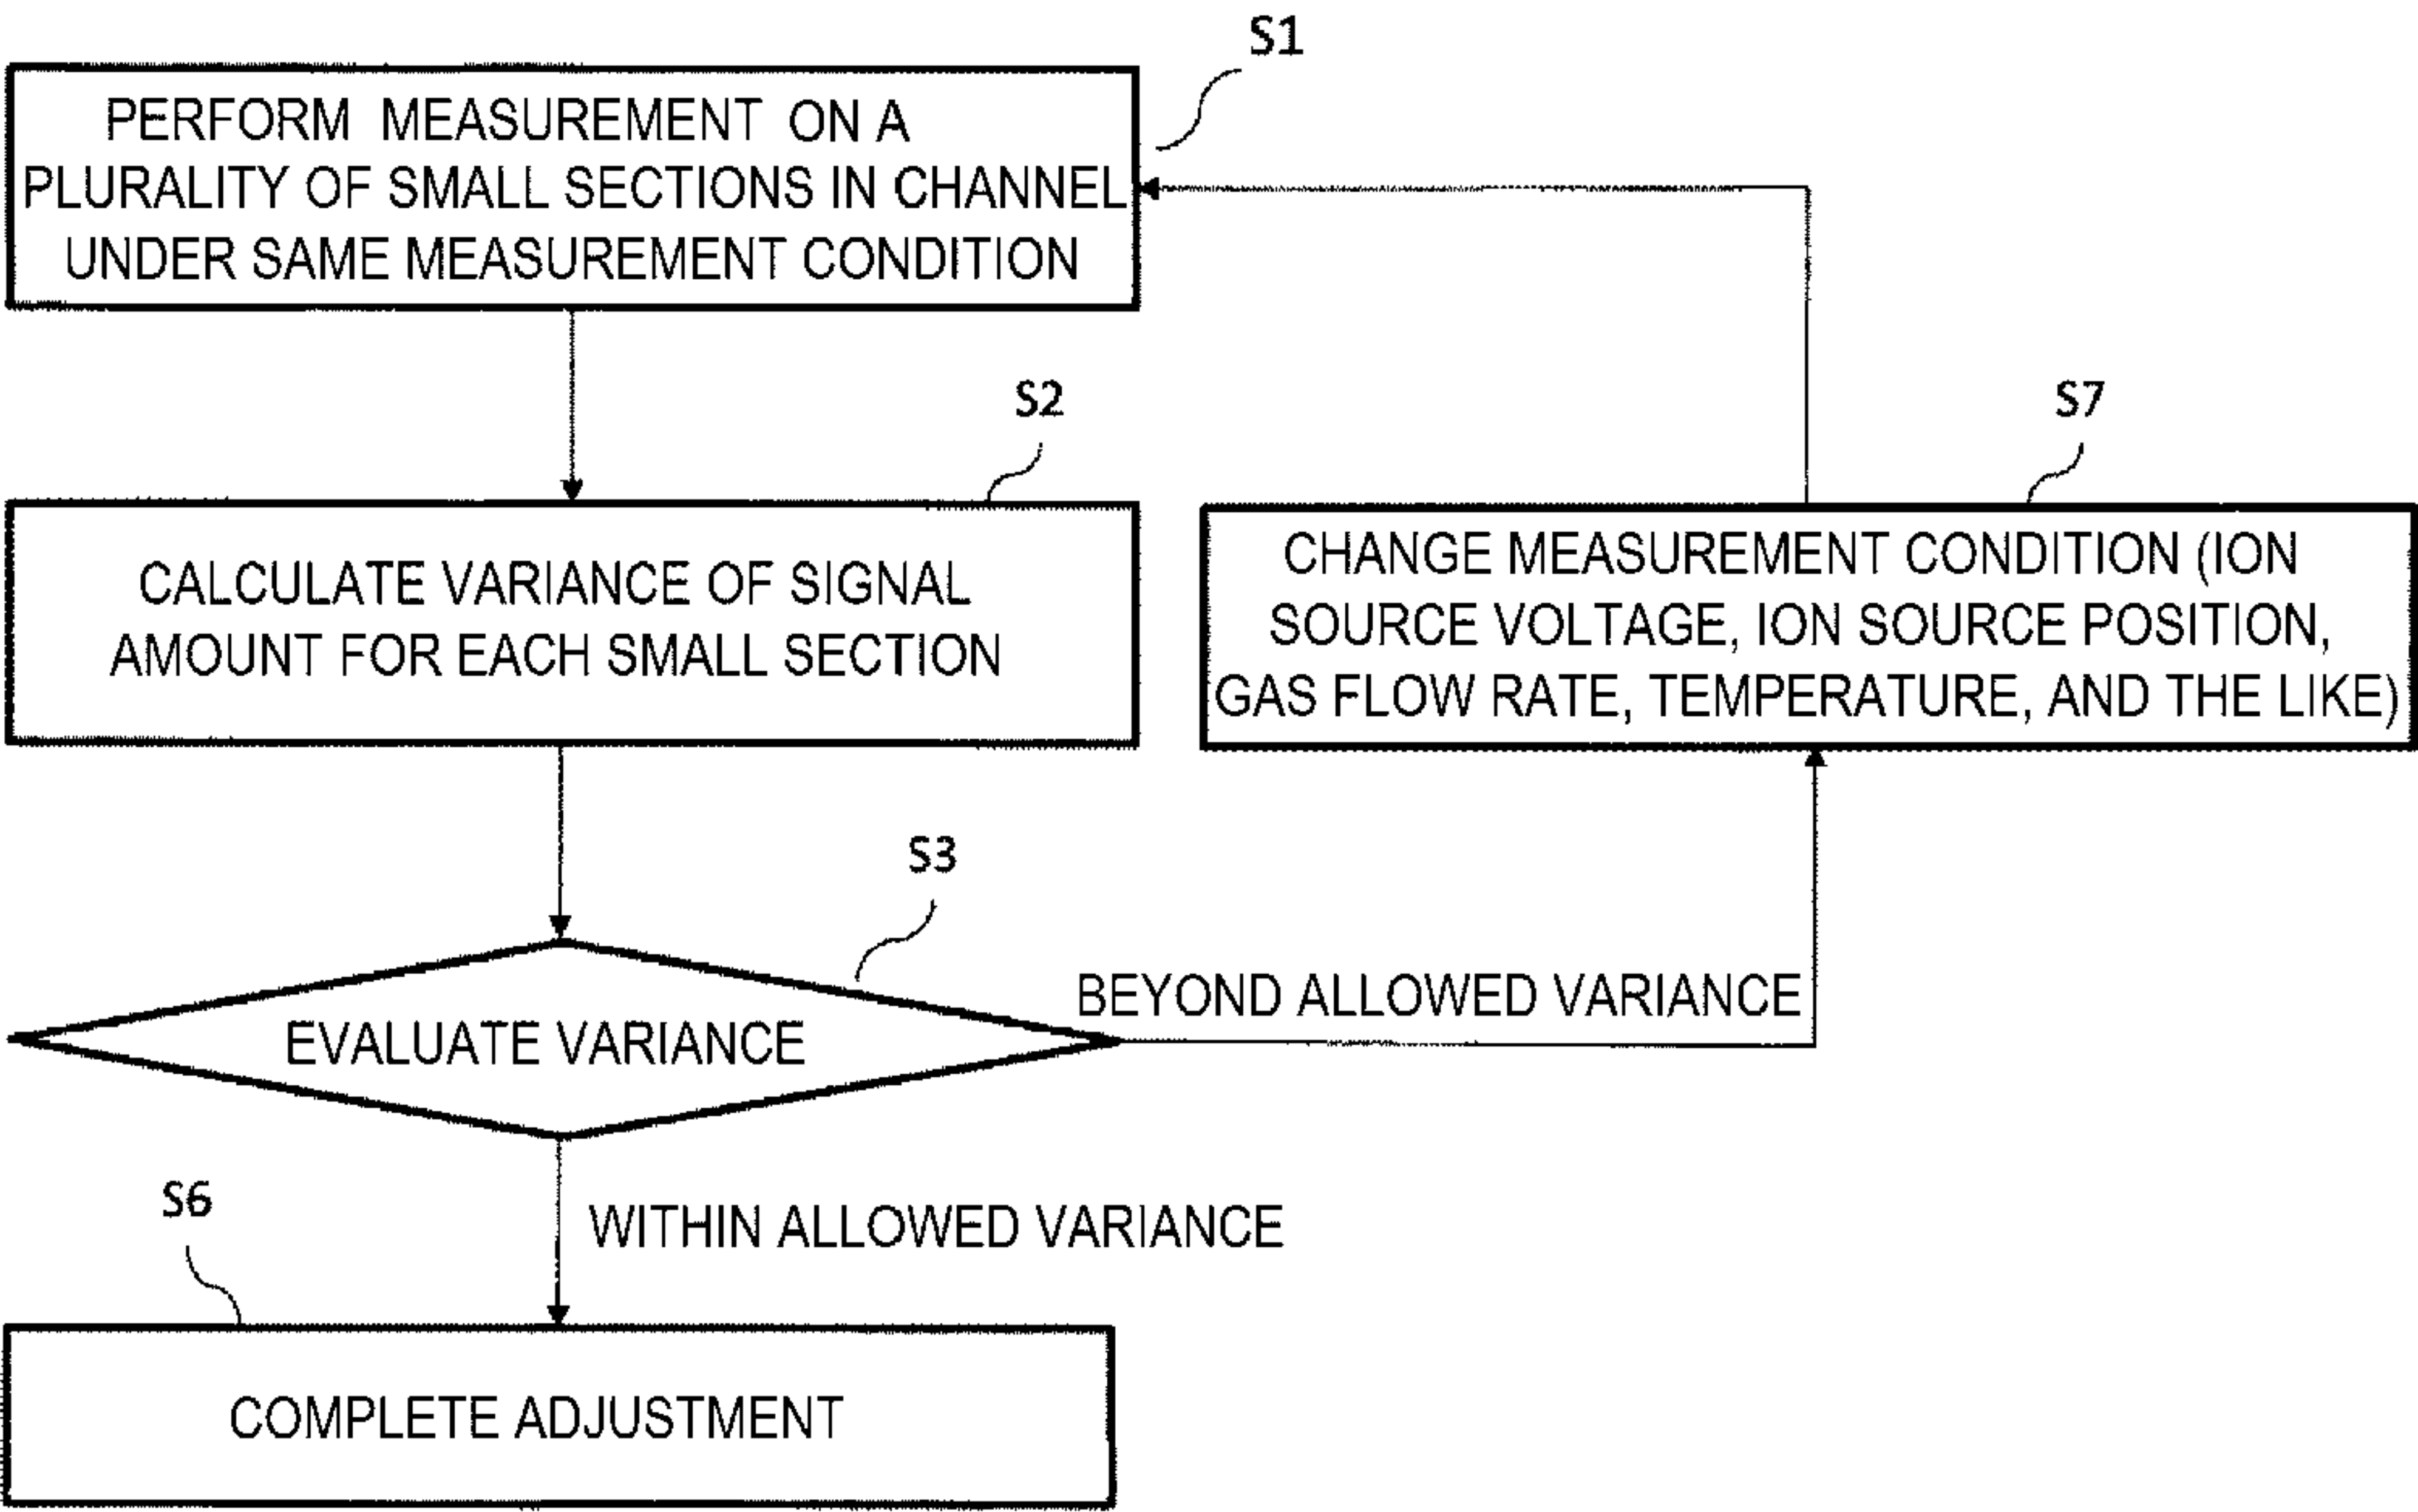 S1
PERFORM MEASUREMENT ON A
PLURALITY OF SMALL SECTIONS IN CHANNEL
UNDER SAME MEASUREMENT CONDITION
S2
CALCULATE VARIANCE OF SIGNAL
AMOUNT FOR EACH SMALL SECTION
S7
CHANGE MEASUREMENT CONDITION (ION
SOURCE VOLTAGE, ION SOURCE POSITION,
GAS FLOW RATE, TEMPERATURE, AND THE LIKE)
S3
EVALUATE VARIANCE
BEYOND ALLOWED VARIANCE
WITHIN ALLOWED VARIANCE
S6
COMPLETE ADJUSTMENT